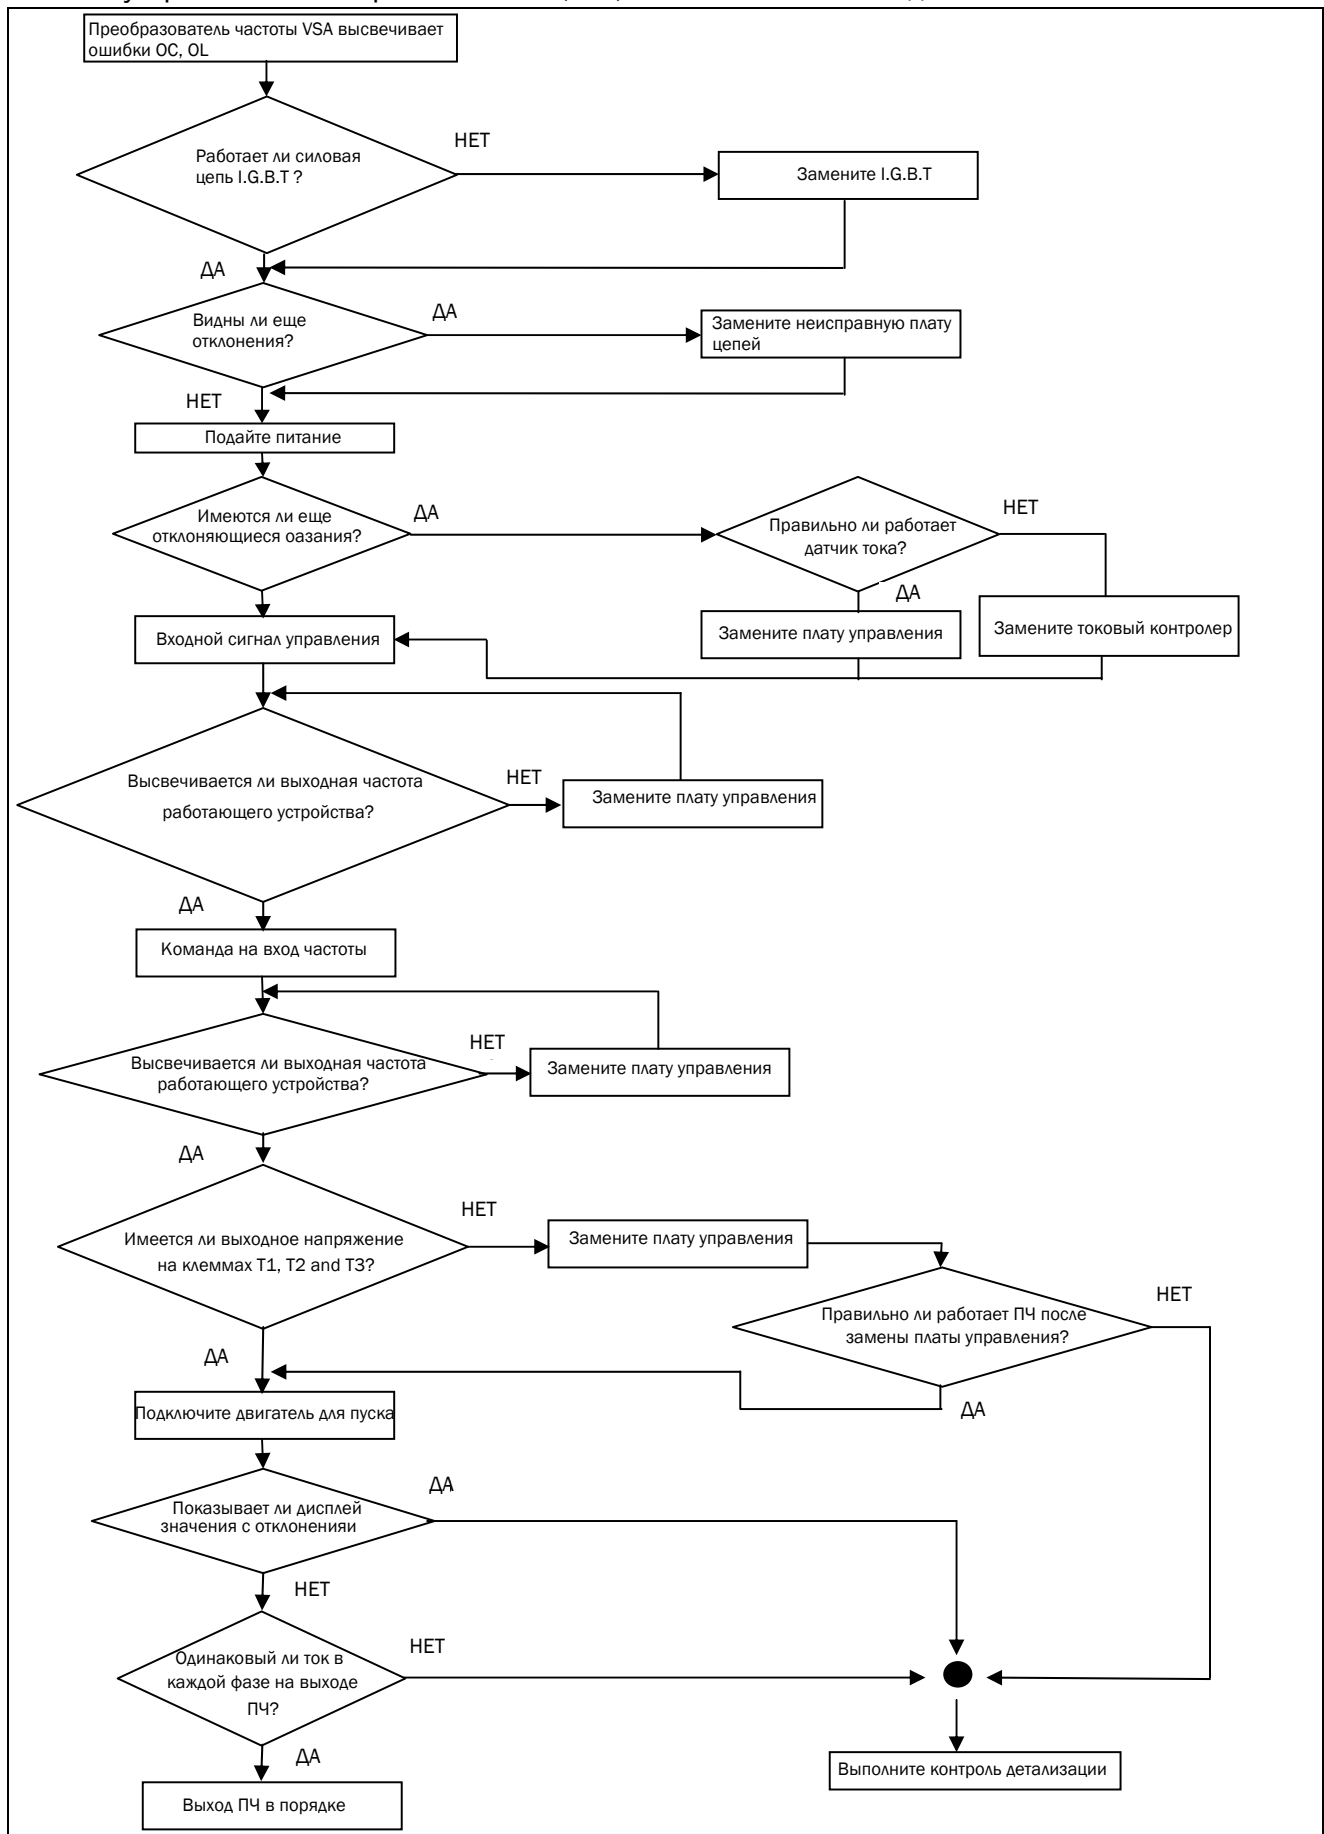 Преобразователь частоты VSA высвечивает
ошибки OC, OL
НЕТ
Работает ли силовая
цепь I.G.B.T ?
Замените I.G.B.T
ДА
Видны ли еще
отклонения?
ДА
Замените неисправную плату
цепей
НЕТ
Подайте питание
Имеются ли еще
отклоняющиеся оазания?
ДА
Правильно ли работает
датчик тока?
НЕТ
ДА
Входной сигнал управления
Замените плату управления
Замените токовый контролер
Высвечивается ли выходная частота
работающего устройства?
НЕТ
Замените плату управления
ДА
Команда на вход частоты
Высвечивается ли выходная частота
работающего устройства?
НЕТ
Замените плату управления
ДА
Имеется ли выходное напряжение
на клеммах T1, T2 and T3?
НЕТ
Замените плату управления
Правильно ли работает ПЧ после
замены платы управления?
НЕТ
ДА
ДА
Подключите двигатель для пуска
Показывает ли дисплей
значения с отклоненияи
ДА
НЕТ
Одинаковый ли ток в
каждой фазе на выходе
ПЧ?
НЕТ
ДА
Выполните контроль детализации
Выход ПЧ в порядке